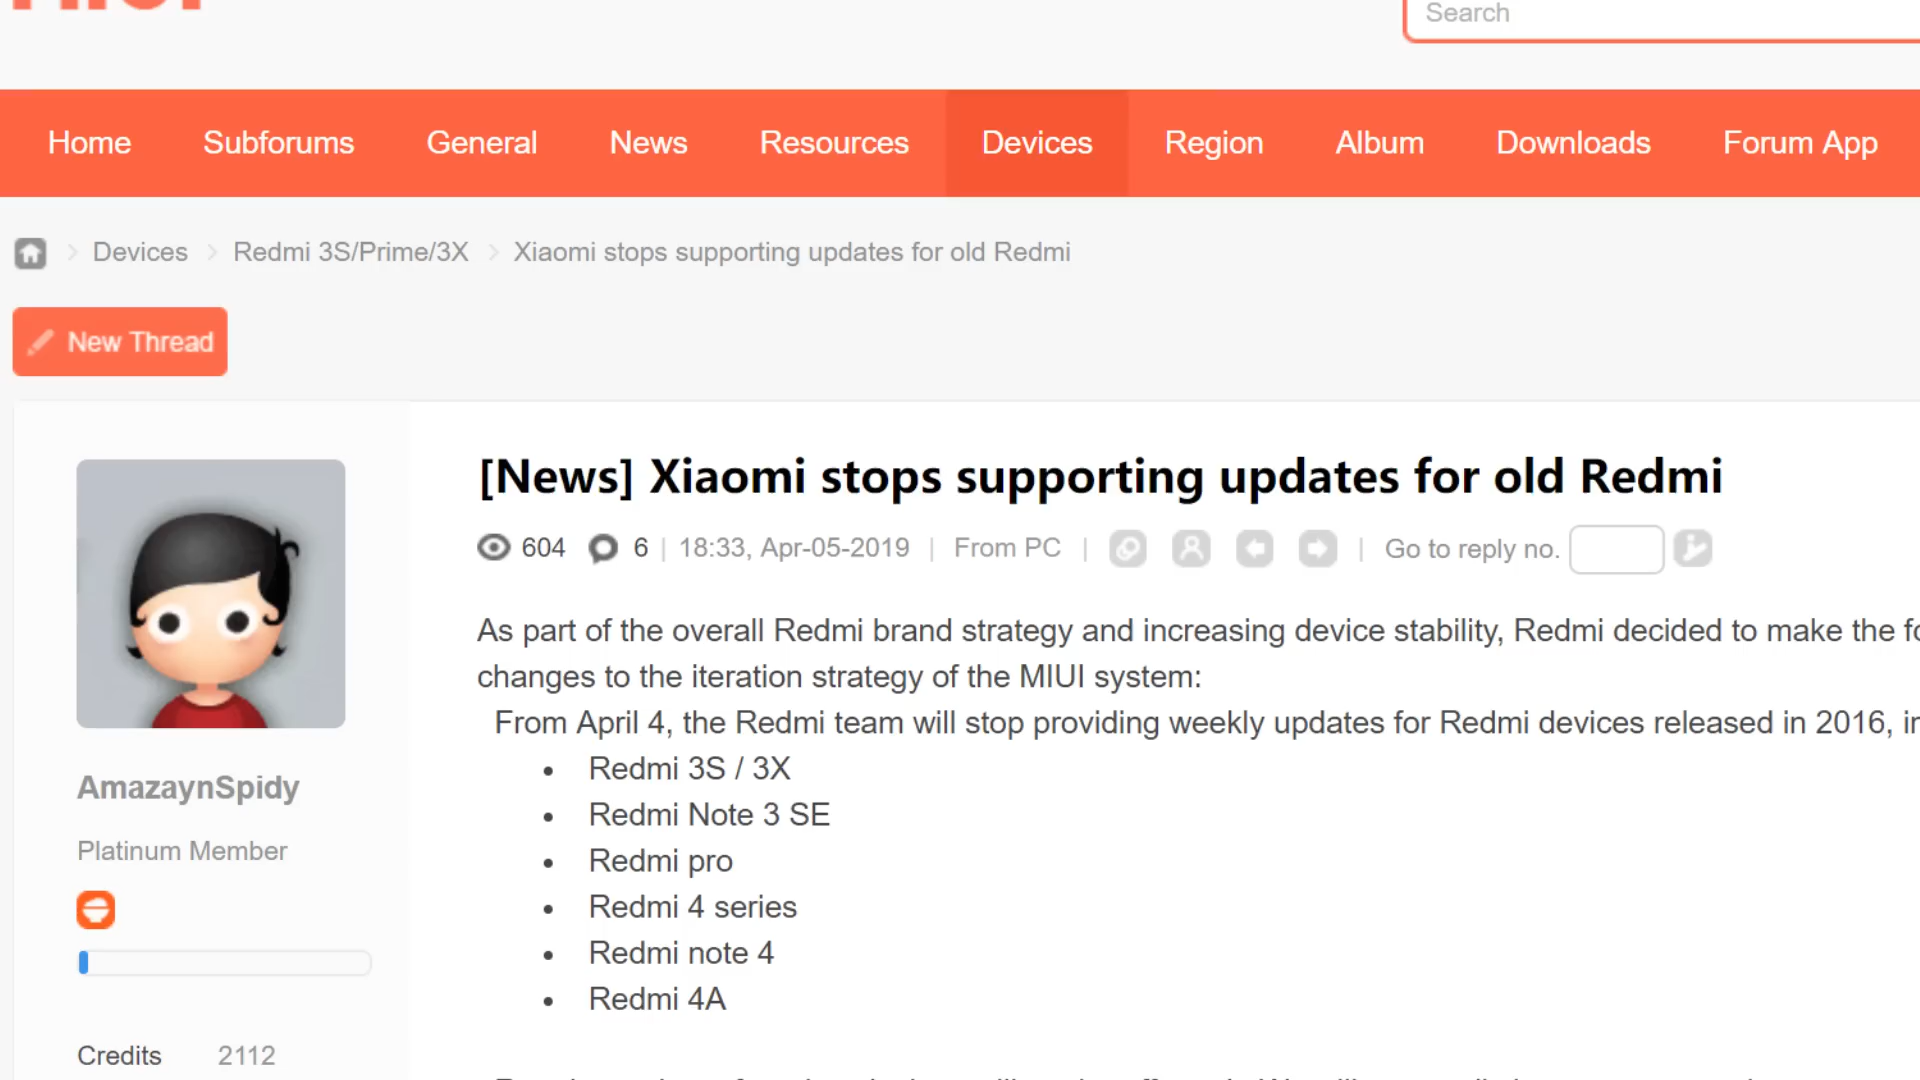 Search
Home Subforums General News Resources Devices Region Album Downloads Forum App
Devices Redmi 3S/Prime/3X Xiaomi stops supporting updates for old Redmi
New Thread
[News] Xiaomi stops supporting updates for old Redmi
604 6 | 18:33, Apr-05-2019 | From PC | | Go to reply no.
As part of the overall Redmi brand strategy and increasing device stability, Redmi decided to make the
changes to the iteration strategy of the MIUI system:
From April 4, the Redmi team will stop providing weekly updates for Redmi devices released in 2016,
• Redmi 3S / 3X
• Redmi Note 3 SE
• Redmi pro
• Redmi 4 series
• Redmi note 4
• Redmi 4A
AmazaynSpidy
Platinum Member
Credits 2112